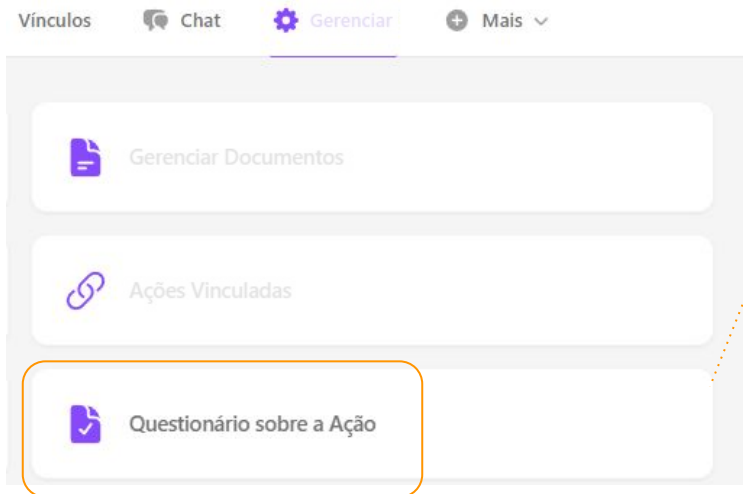 Vínculos Chat Gerenciar Mais
Gerenciar Documentos
Ações Vinculadas
Questionário sobre a Ação